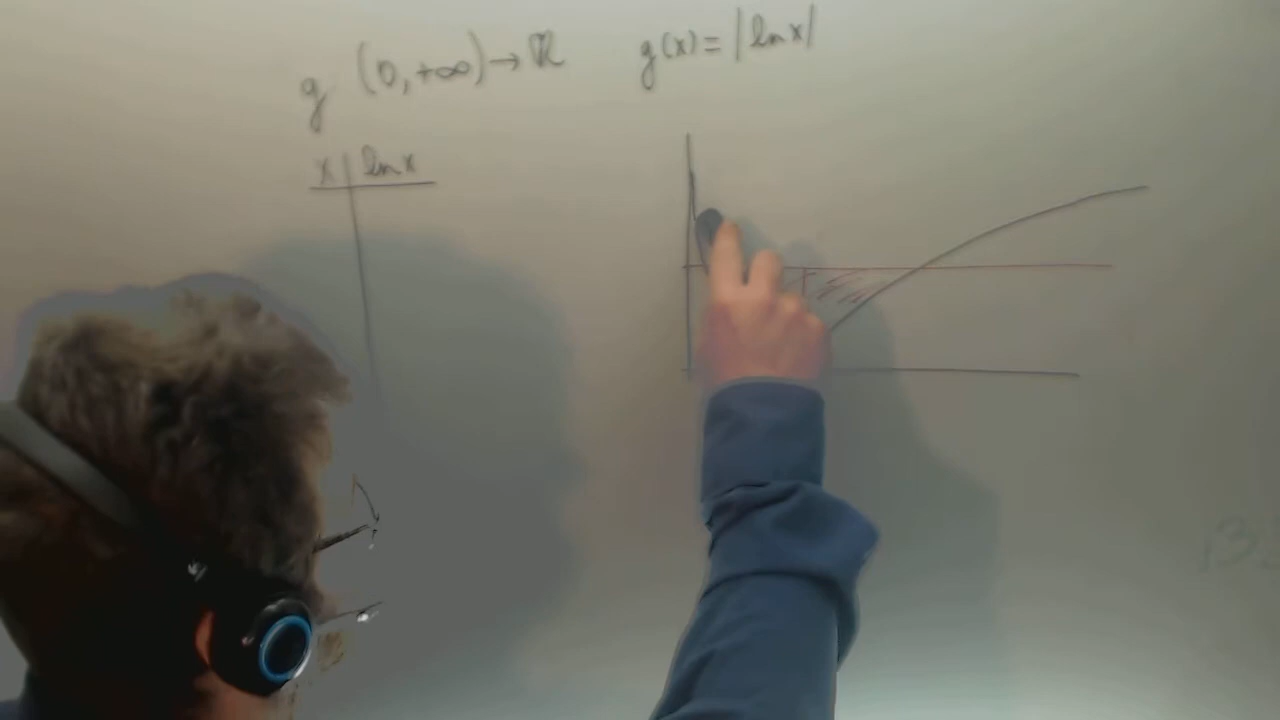 g (0, +∞) → ℝ g(x) = |ln x|
x ln x